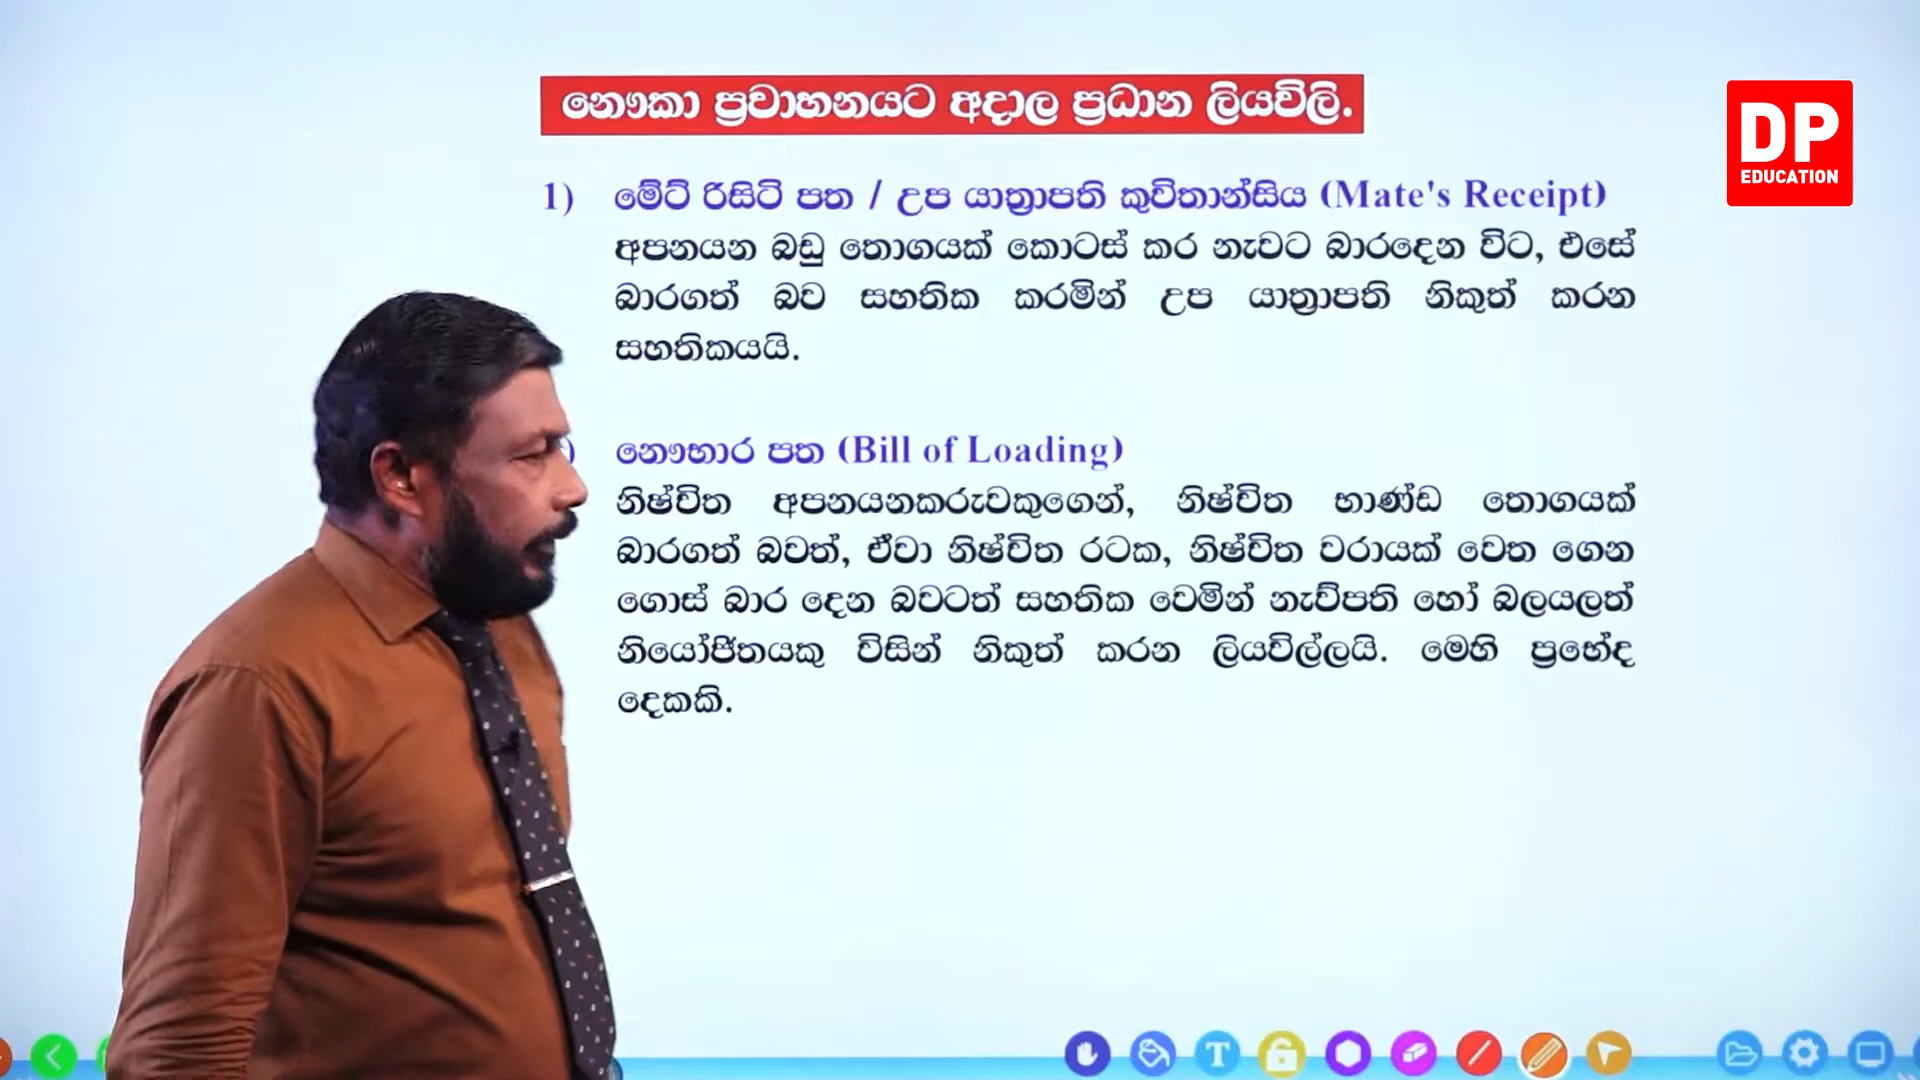 නෞකා ප්‍රවාහනයට අදාල ප්‍රධාන ලියවිලි.
DP
EDUCATION
1) මේට් රිසිට් පත / උප යාත්‍රාපති කුවිතාන්සිය (Mate's Receipt)
අපනයන බඩු තොගයක් කොටස් කර නැවට බාරදෙන විට, එසේ
බාරගත් බව සහතික කරමින් උප යාත්‍රාපති නිකුත් කරන
සහතිකයයි.
) නෞභාර පත (Bill of Loading)
නිෂ්චිත අපනයනකරුවකුගෙන්, නිෂ්චිත භාණ්ඩ තොගයක්
බාරගත් බවත්, ඒවා නිෂ්චිත රටක, නිෂ්චිත වරායක් වෙත ගෙන
ගොස් බාර දෙන බවටත් සහතික වෙමින් නැව්පති හෝ බලයලත්
නියෝජිතයකු විසින් නිකුත් කරන ලියවිල්ලයි. මෙහි ප්‍රභේද
දෙකකි.
T